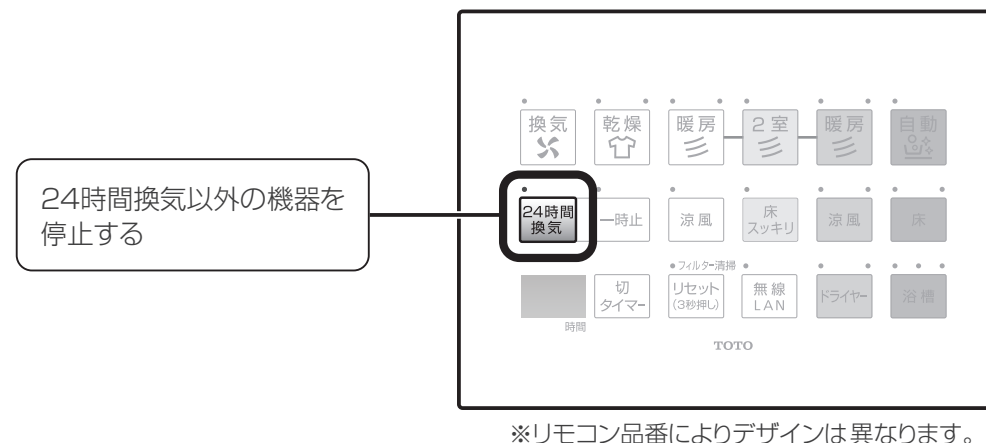 換気 乾燥 暖房 2室 暖房 自動
24時間換気以外の機器を
停止する
24時間
換気
一時止 涼風 床
スッキリ
涼風 床
フィルター清掃
切
タイマー
リセット
(3秒押し)
無線
LAN
ドライヤー 浴槽
時間
TOTO
※リモコン品番によりデザインは異なります。